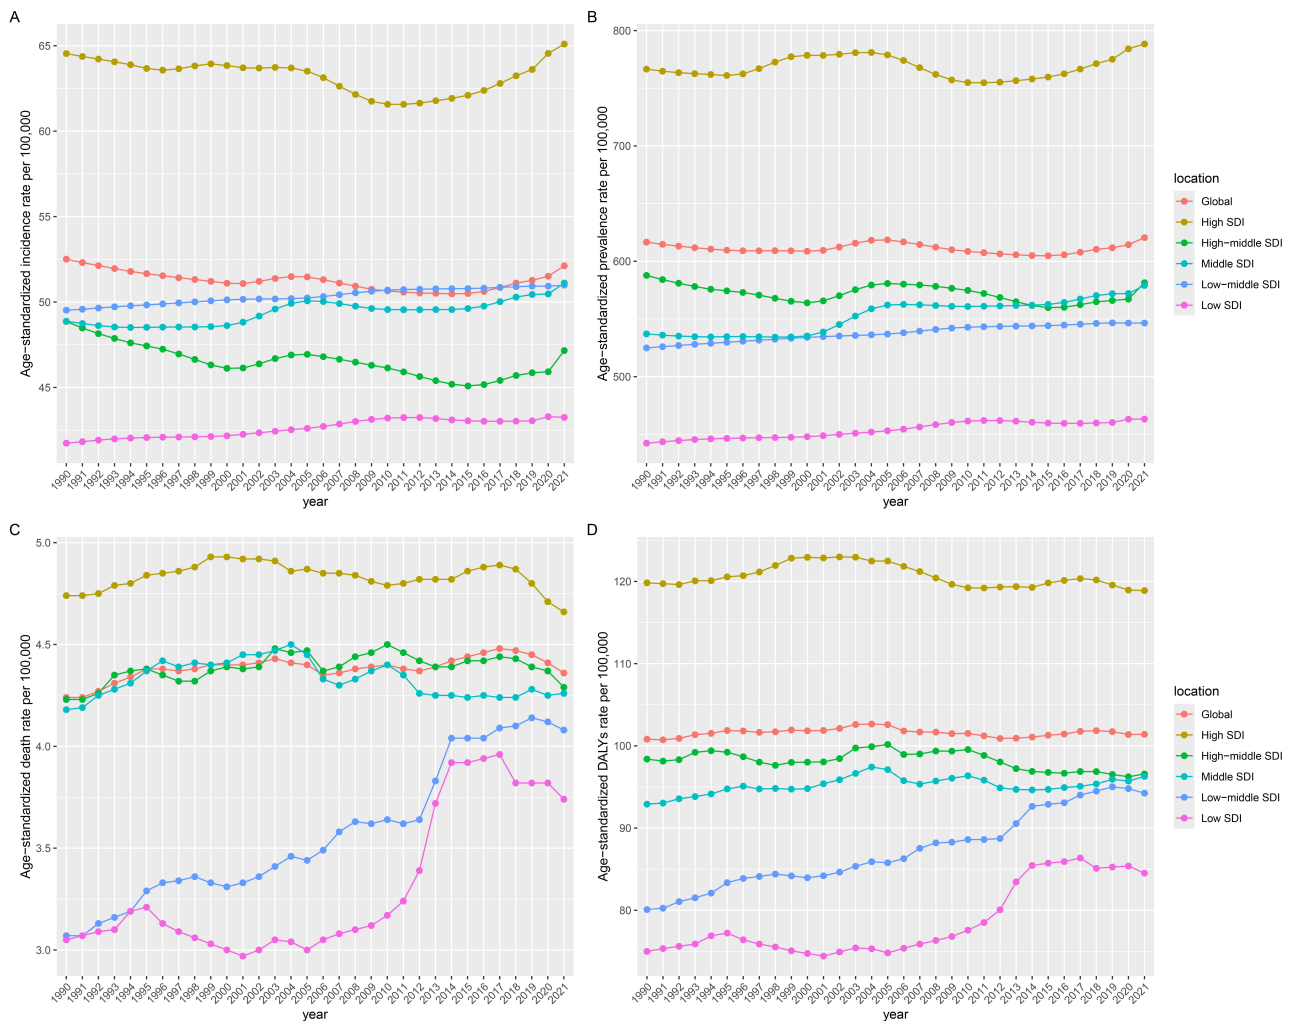 A
Age−standardized incidence rate per 100,000
65
60
55
50
45
1990 1991 1992 1993 1994 1995 1996 1997 1998 1999 2000 2001 2002 2003 2004 2005 2006 2007 2008 2009 2010 2011 2012 2013 2014 2015 2016 2017 2018 2019 2020 2021
year
B
Age−standardized prevalence rate per 100,000
800
700
600
500
1990 1991 1992 1993 1994 1995 1996 1997 1998 1999 2000 2001 2002 2003 2004 2005 2006 2007 2008 2009 2010 2011 2012 2013 2014 2015 2016 2017 2018 2019 2020 2021
year
location
Global
High SDI
High−middle SDI
Middle SDI
Low−middle SDI
Low SDI
C
Age−standardized death rate per 100,000
5.0
4.5
4.0
3.5
3.0
1990 1991 1992 1993 1994 1995 1996 1997 1998 1999 2000 2001 2002 2003 2004 2005 2006 2007 2008 2009 2010 2011 2012 2013 2014 2015 2016 2017 2018 2019 2020 2021
year
D
Age−standardized DALYs rate per 100,000
120
110
100
90
80
1990 1991 1992 1993 1994 1995 1996 1997 1998 1999 2000 2001 2002 2003 2004 2005 2006 2007 2008 2009 2010 2011 2012 2013 2014 2015 2016 2017 2018 2019 2020 2021
year
location
Global
High SDI
High−middle SDI
Middle SDI
Low−middle SDI
Low SDI